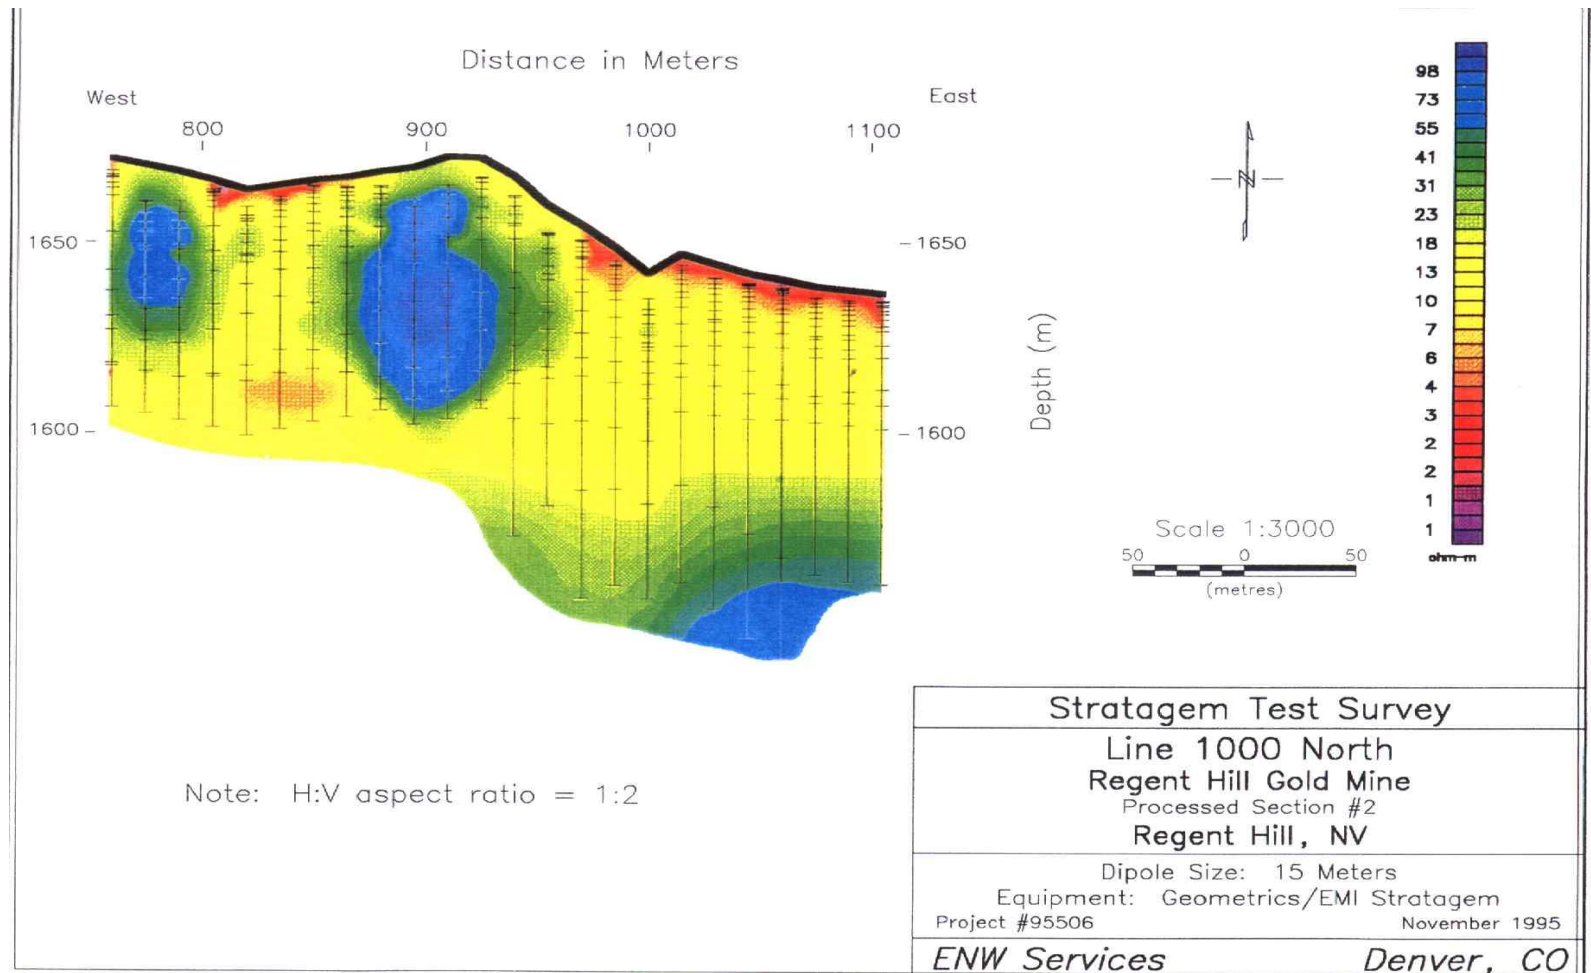 Distance in Meters
West
East
800 900 1000 1100
1650
1600
1650
1600
Depth (m)
N
98
73
55
41
31
23
18
13
10
7
6
4
3
2
2
1
1
ohm-m
Scale 1:3000
50 0 50
(metres)
Note: H:V aspect ratio = 1:2
Stratagem Test Survey
Line 1000 North
Regent Hill Gold Mine
Processed Section #2
Regent Hill, NV
Dipole Size: 15 Meters
Equipment: Geometrics/EMI Stratagem
Project #95506 November 1995
ENW Services Denver, CO